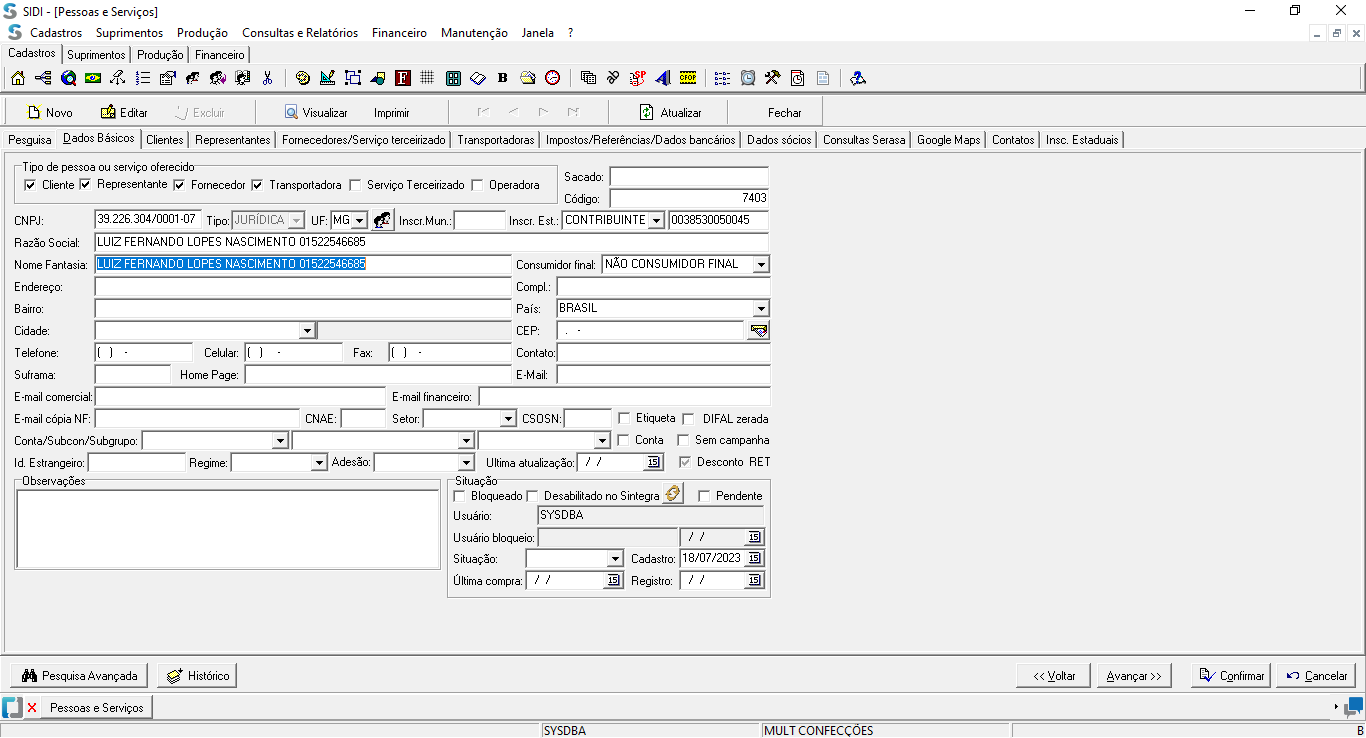 SIDI - [Pessoas e Serviços]
Cadastros Suprimentos Produção Consultas e Relatórios Financeiro Manutenção Janela ?
Cadastros Suprimentos Produção Financeiro
F B SP CFOP
Novo Editar Excluir Visualizar Imprimir Atualizar Fechar
Pesquisa Dados Básicos Clientes Representantes Fornecedores/Serviço terceirizado Transportadoras Impostos/Referências/Dados bancários Dados sócios Consultas Serasa Google Maps Contatos Insc. Estaduais
Tipo de pessoa ou serviço oferecido
Cliente Representante Fornecedor Transportadora Serviço Terceirizado Operadora
Sacado:
Código: 7403
CNPJ: 39.226.304/0001-07 Tipo: JURÍDICA UF: MG Inscr.Mun.: Inscr. Est.: CONTRIBUINTE 0038530050045
Razão Social: LUIZ FERNANDO LOPES NASCIMENTO 01522546685
Nome Fantasia: LUIZ FERNANDO LOPES NASCIMENTO 01522546685 Consumidor final: NÃO CONSUMIDOR FINAL
Endereço: Compl.:
Bairro: País: BRASIL
Cidade: CEP: . -
Telefone: ( ) - Celular: ( ) - Fax: ( ) - Contato:
Suframa: Home Page: E-Mail:
E-mail comercial: E-mail financeiro:
E-mail cópia NF: CNAE: Setor: CSOSN: Etiqueta DIFAL zerada
Conta/Subcon/Subgrupo: Conta Sem campanha
Id. Estrangeiro: Regime: Adesão: Ultima atualização: / / 15 Desconto RET
Observações
Situação
Bloqueado Desabilitado no Sintegra Pendente
Usuário: SYSDBA
Usuário bloqueio: / / 15
Situação: Cadastro: 18/07/2023 15
Última compra: / / 15 Registro: / / 15
Pesquisa Avançada Histórico << Voltar Avançar >> Confirmar Cancelar
Pessoas e Serviços
SYSDBA MULT CONFECÇÕES B